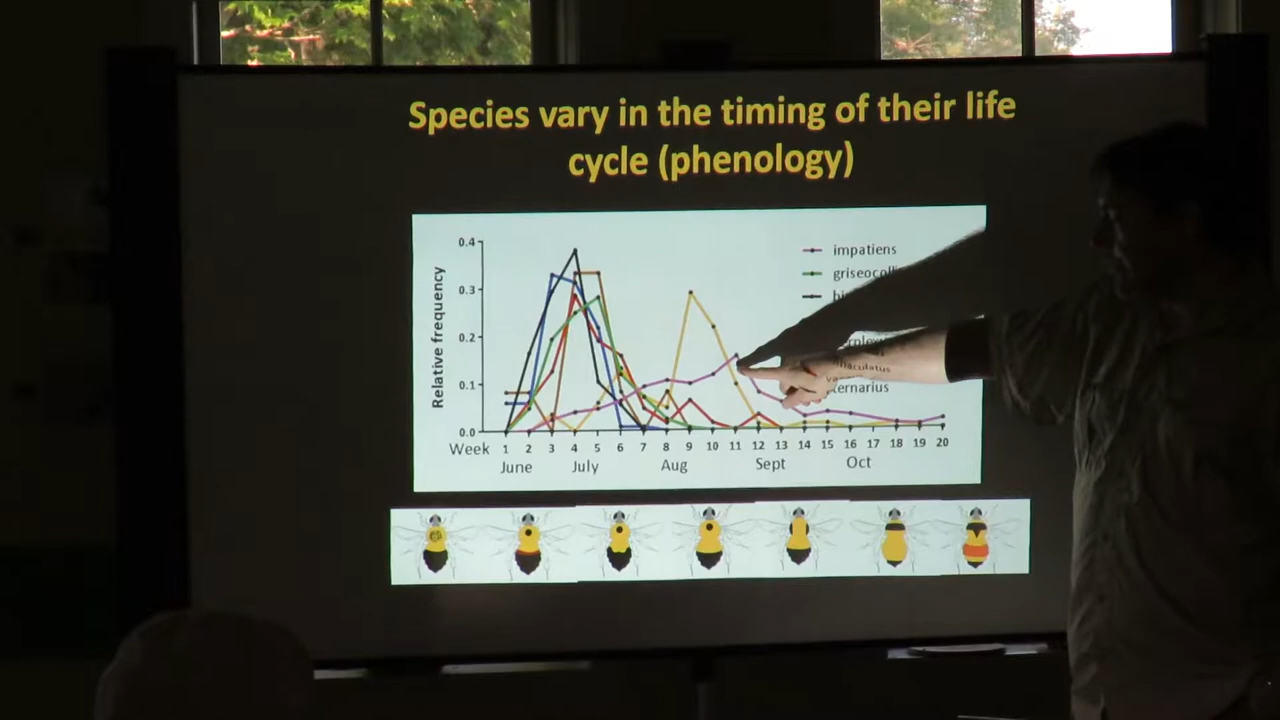 Species vary in the timing of their life
cycle (phenology)
0.4
0.3
0.2
0.1
0.0
Relative frequency
impatiens
ternarius
Week 1 2 3 4 5 6 7 8 9 10 11 12 13 14 15 16 17 18 19 20
June July Aug Sept Oct